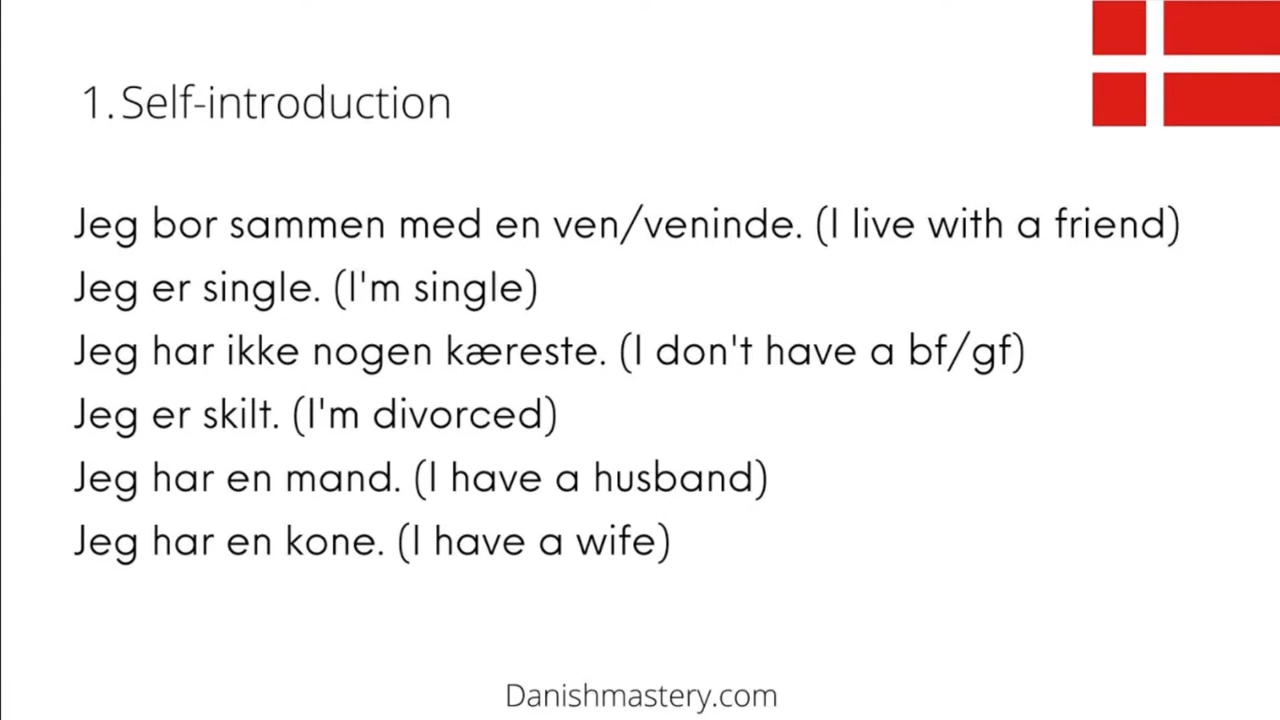 1. Self-introduction
Jeg bor sammen med en ven/veninde. (I live with a friend)
Jeg er single. (I'm single)
Jeg har ikke nogen kæreste. (I don't have a bf/gf)
Jeg er skilt. (I'm divorced)
Jeg har en mand. (I have a husband)
Jeg har en kone. (I have a wife)
Danishmastery.com